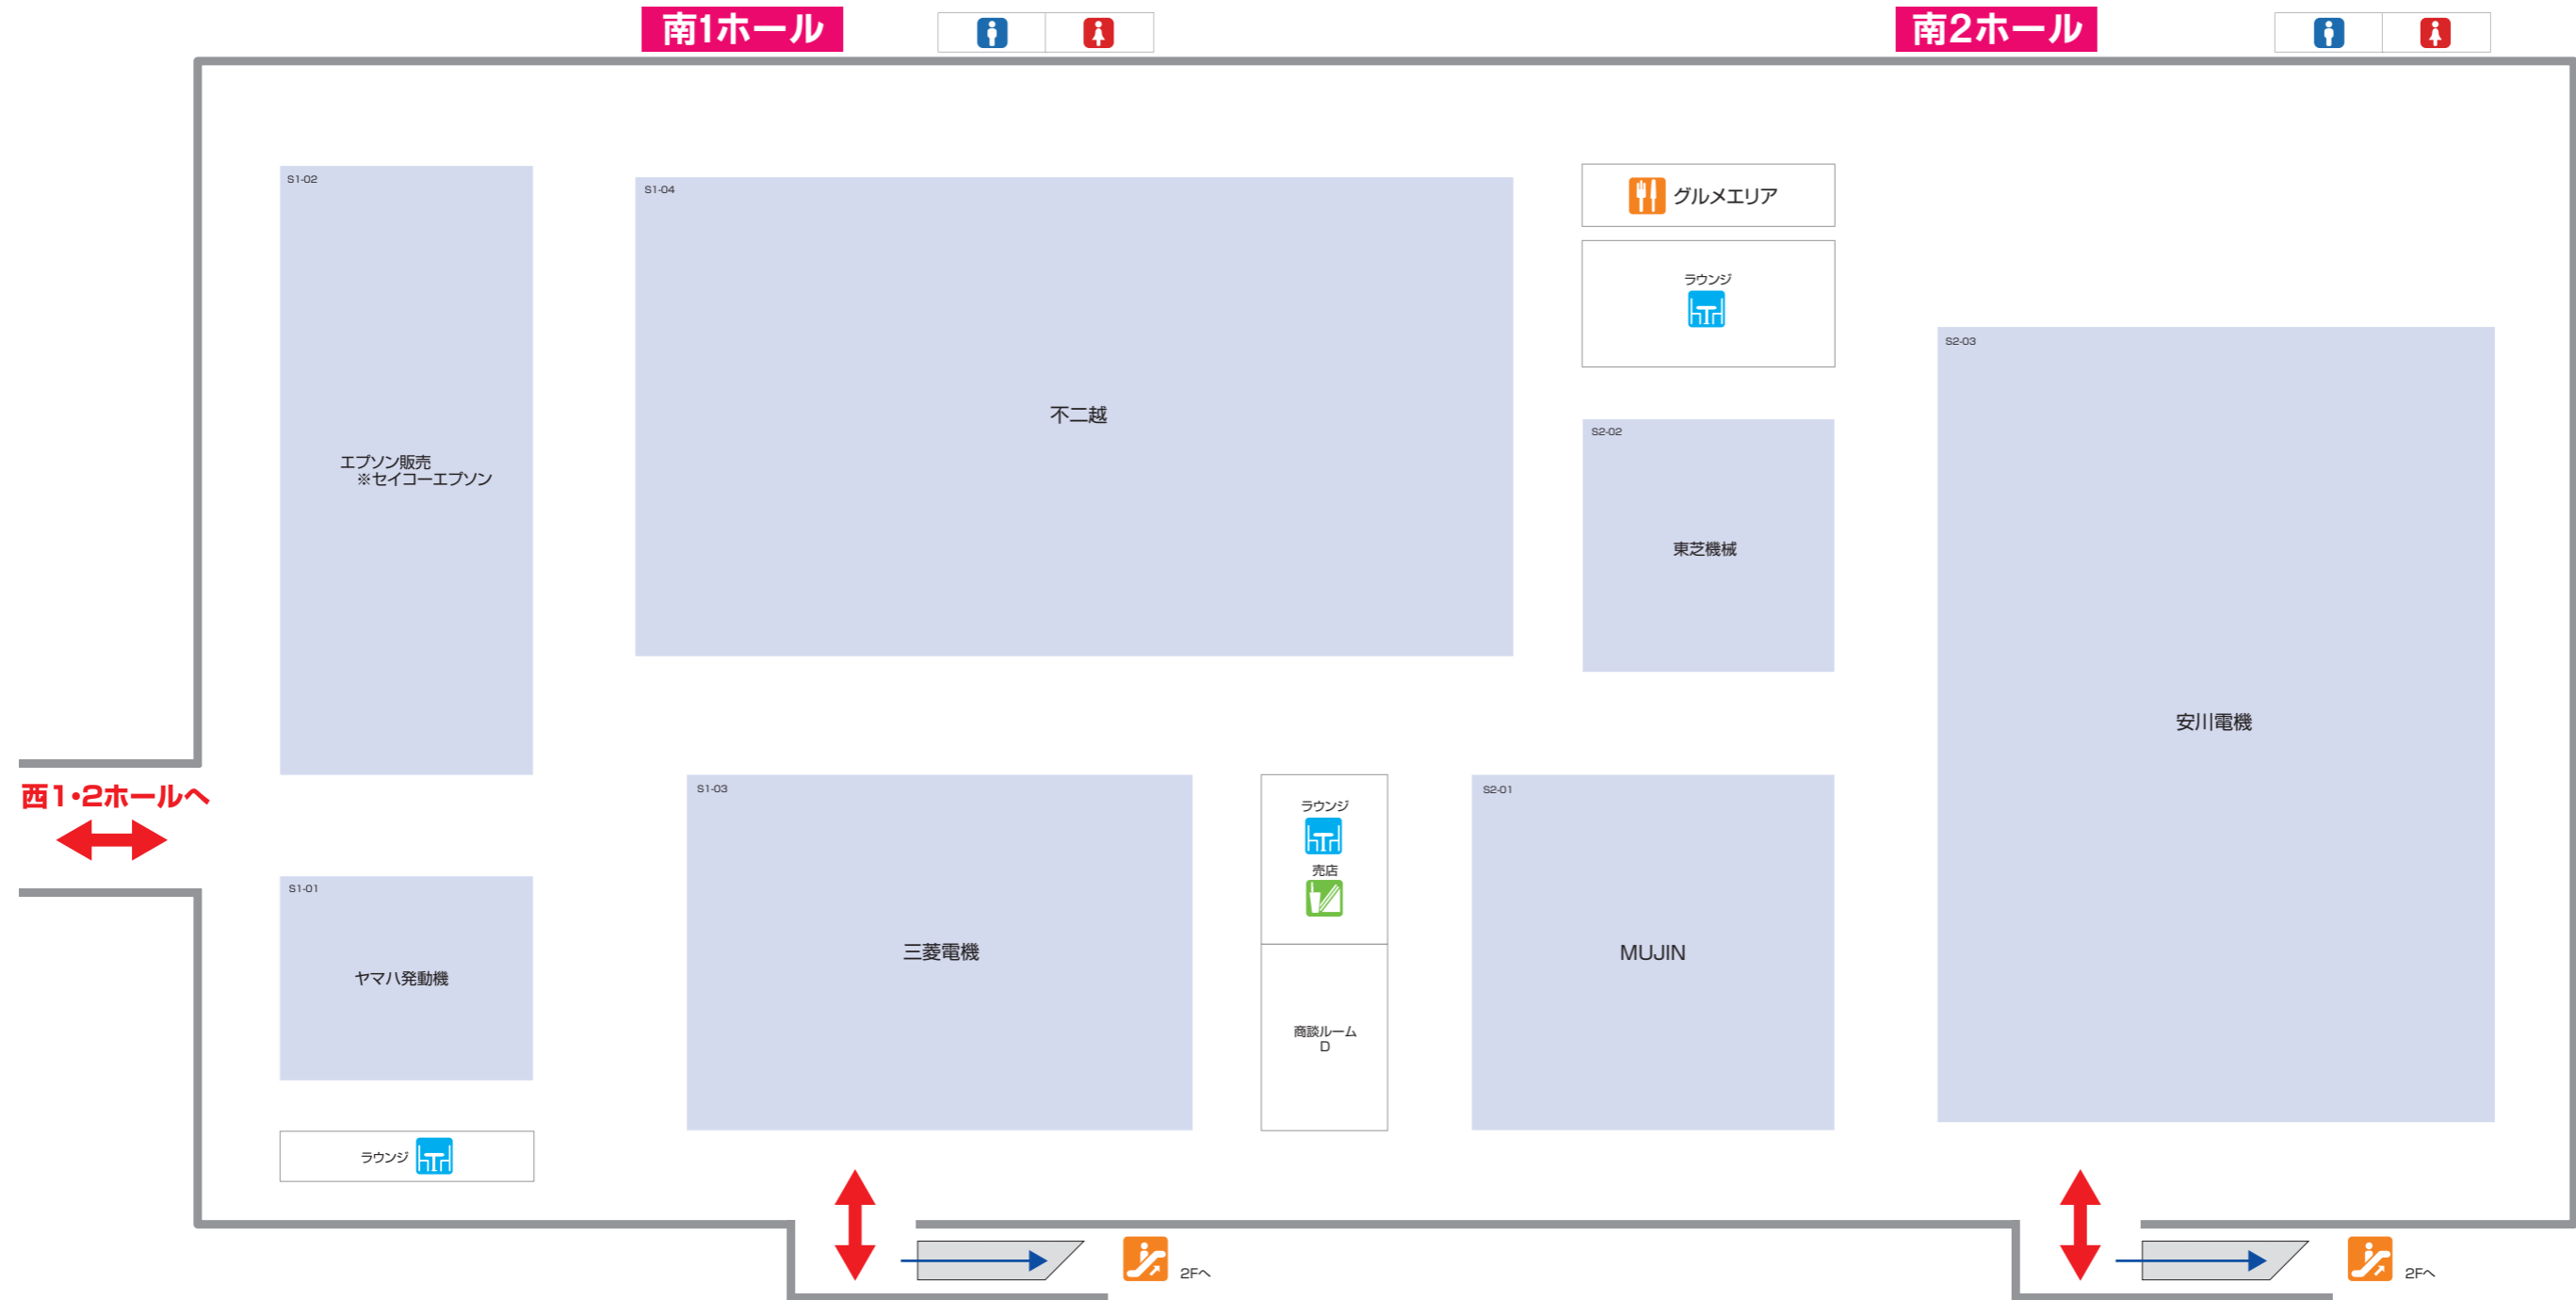 南1ホール
南2ホール
S1-02
エプソン販売
※セイコーエプソン
S1-04
不二越
グルメエリア
ラウンジ
S2-02
東芝機械
S2-03
安川電機
西1・2ホールへ
S1-01
ヤマハ発動機
ラウンジ
S1-03
三菱電機
ラウンジ
売店
商談ルーム
D
S2-01
MUJIN
2Fへ
2Fへ